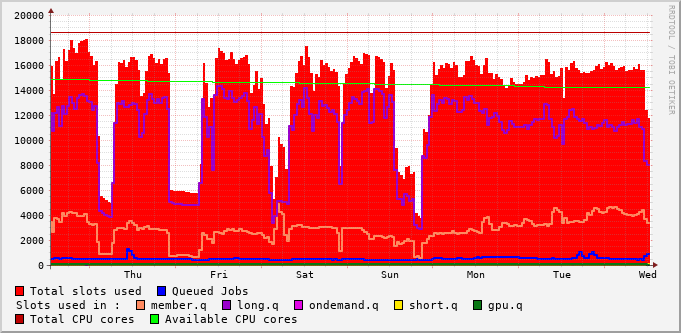 RRDTOOL / TOBI OETIKER
20000
18000
16000
14000
12000
10000
8000
6000
4000
2000
0
Thu Fri Sat Sun Mon Tue Wed
Total slots used Queued Jobs
Slots used in : member.q long.q ondemand.q short.q gpu.q
Total CPU cores Available CPU cores